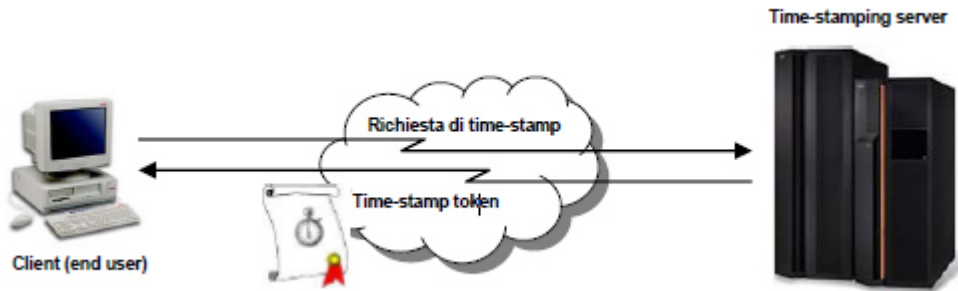 Time-stamping server
Richiesta di time-stamp
Time-stamp token
Client (end user)